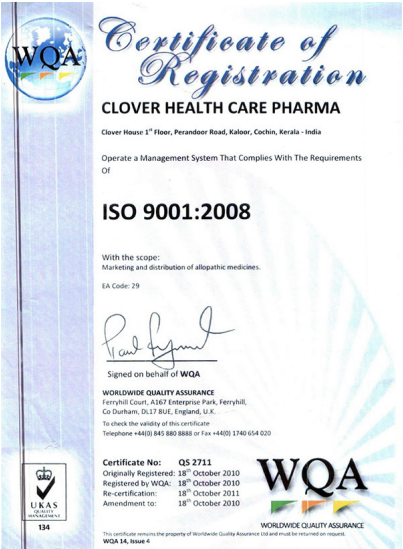 WQA
Certificate of
Registration
CLOVER HEALTH CARE PHARMA
Clover House 1st Floor, Perandoor Road, Kaloor, Cochin, Kerala - India
Operate a Management System That Complies With The Requirements
Of
ISO 9001:2008
With the scope:
Marketing and distribution of allopathic medicines.
EA Code: 29
Signed on behalf of WQA
WORLDWIDE QUALITY ASSURANCE
Ferryhill Court, A167 Enterprise Park, Ferryhill,
Co Durham, DL17 8UE, England, U.K.
To check the validity of this certificate
Telephone +44(0) 845 880 8888 or Fax +44(0) 1740 654 020
Certificate No: QS 2711
Originally Registered: 18th October 2010
Registered by WQA: 18th October 2010
Re-certification: 18th October 2011
Amendment to: 18th October 2010
UKAS
QUALITY
MANAGEMENT
134
WQA
WORLDWIDE QUALITY ASSURANCE
This certificate remains the property of Worldwide Quality Assurance Ltd and must be returned on request.
WQA 14, Issue 4